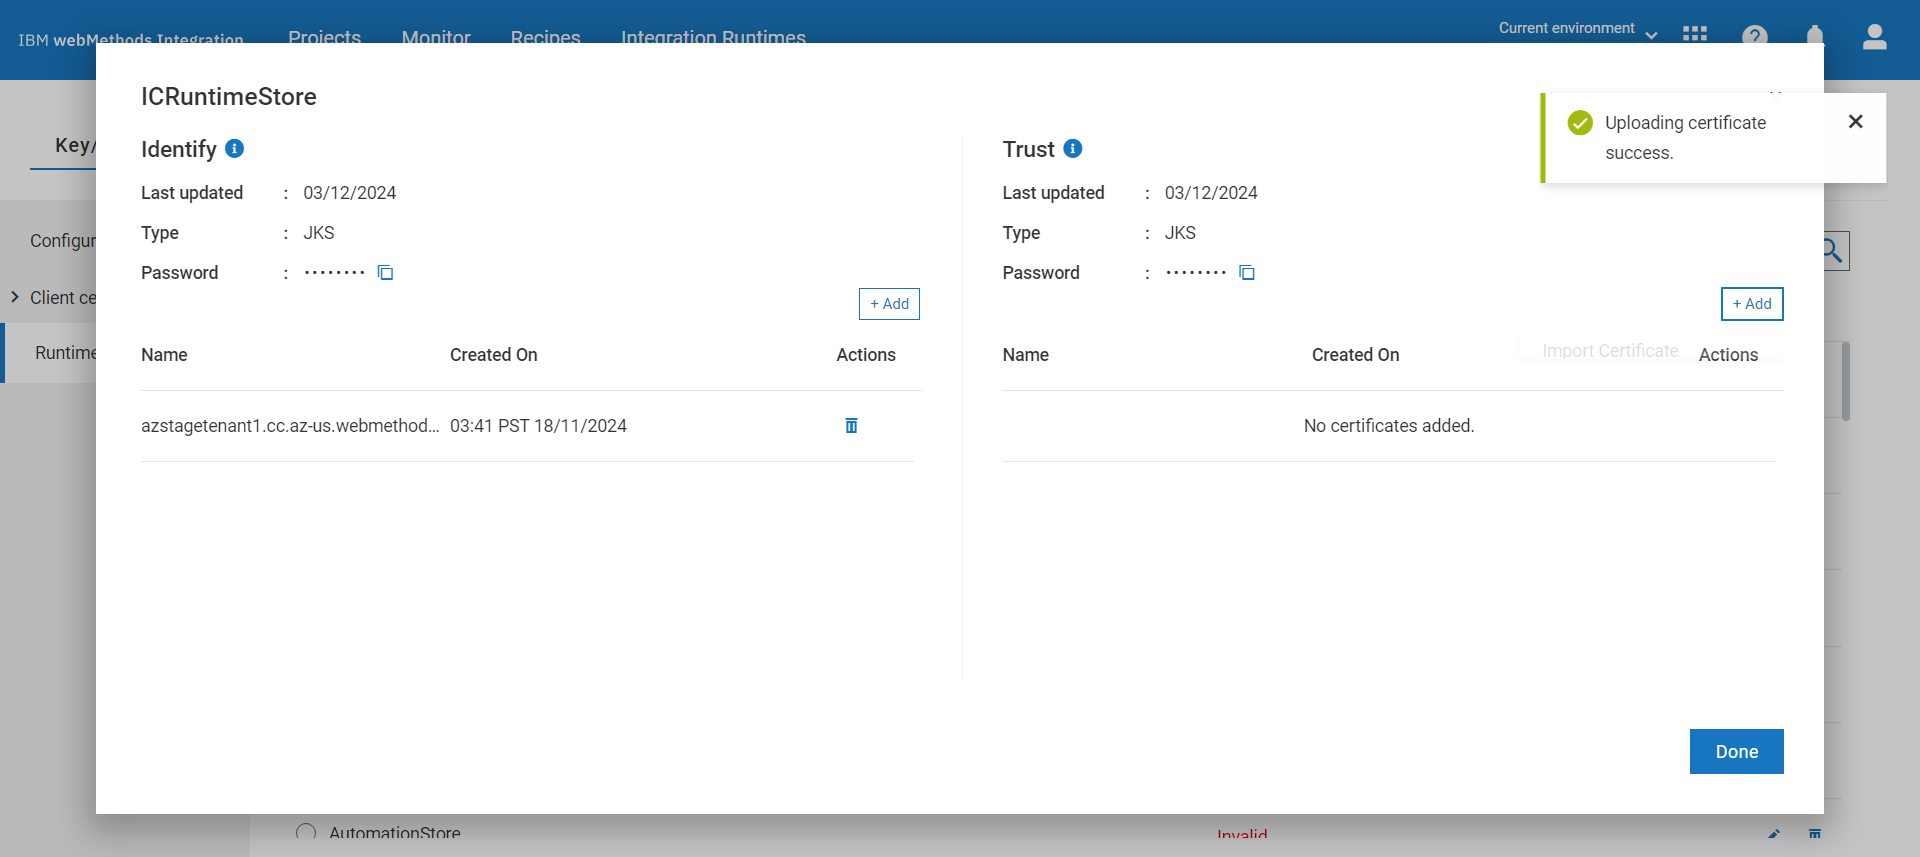 IBM webMethods Integration
Projects
Monitor
Recipes
Integration Runtimes
Current environment
ICRuntimeStore
Uploading certificate
success.
Key/
Identify
Last updated : 03/12/2024
Type : JKS
Password : ••••••••
+ Add
Name Created On Actions
azstagetenant1.cc.az-us.webmethod... 03:41 PST 18/11/2024
Trust
Last updated : 03/12/2024
Type : JKS
Password : ••••••••
+ Add
Import Certificate
Name Created On Actions
No certificates added.
Configur
Client ce
Runtime
Done
AutomationStore
Invalid